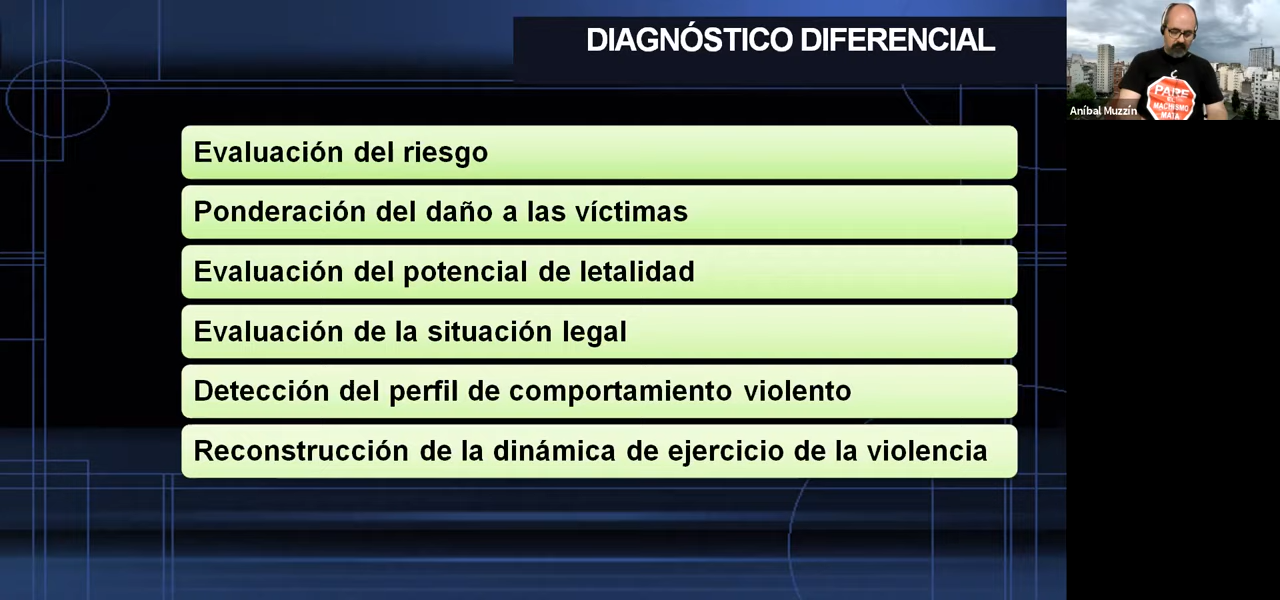 DIAGNÓSTICO DIFERENCIAL
Evaluación del riesgo
Ponderación del daño a las víctimas
Evaluación del potencial de letalidad
Evaluación de la situación legal
Detección del perfil de comportamiento violento
Reconstrucción de la dinámica de ejercicio de la violencia
PARE
EL
MACHISMO
MATA
Aníbal Muzzín